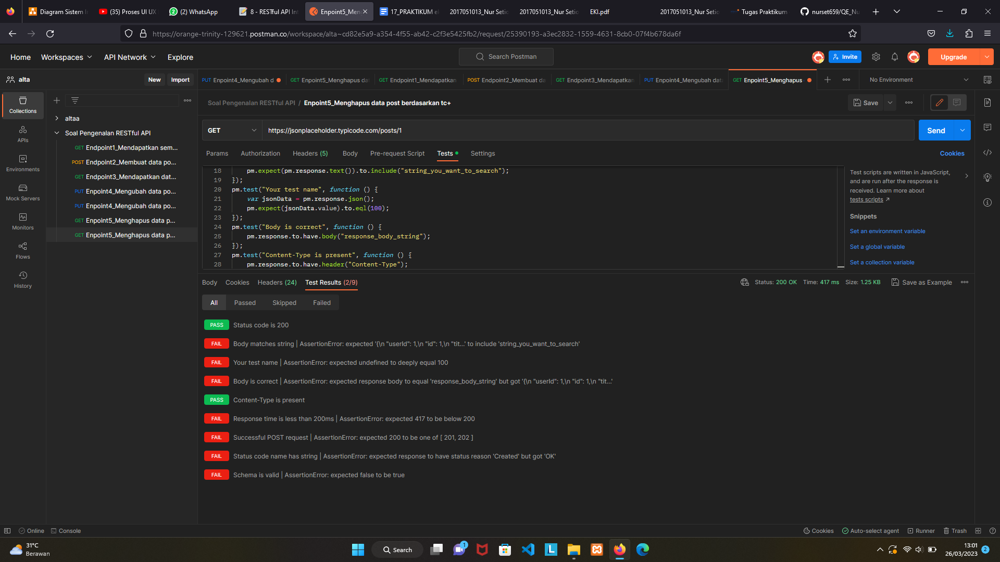 Diagram Sistem In
(35) Proses UI UX
(2) WhatsApp
8 - RESTful API Int
Enpoint5_Men
17_PRAKTIKUM ek
2017051013_Nur Setio
2017051013_Nur Setio
EKI.pdf
2017051013_Nur Setio
Tugas Praktikum
nurset659/QE_Nu
https://orange-trinity-129621.postman.co/workspace/alta~cd82e5a9-a354-4f55-ab42-c2f3e5425fb2/request/25390193-a3ec2832-1559-4631-8cb0-07f4b678da6f
Home
Workspaces
API Network
Explore
Search Postman
Invite
Upgrade
alta
New
Import
PUT Enpoint4_Mengubah d
GET Enpoint5_Menghapus dat
GET Endpoint1_Mendapatkan
POST Endpoint2_Membuat da
GET Endpoint3_Mendapatkan
PUT Enpoint4_Mengubah dat
GET Enpoint5_Menghapus
No Environment
Collections
APIs
Environments
Mock Servers
Monitors
Flows
History
altaa
Soal Pengenalan RESTful API
GET Endpoint1_Mendapatkan sem...
POST Endpoint2_Membuat data po...
GET Endpoint3_Mendapatkan dat...
PUT Enpoint4_Mengubah data po...
PUT Enpoint4_Mengubah data po...
GET Enpoint5_Menghapus data p...
GET Enpoint5_Menghapus data p...
Soal Pengenalan RESTful API / Enpoint5_Menghapus data post berdasarkan tc+
Save
GET
https://jsonplaceholder.typicode.com/posts/1
Send
Params
Authorization
Headers (5)
Body
Pre-request Script
Tests
Settings
Cookies
18 pm.expect(pm.response.text()).to.include("string_you_want_to_search");
19 });
20 pm.test("Your test name", function () {
21 var jsonData = pm.response.json();
22 pm.expect(jsonData.value).to.eql(100);
23 });
24 pm.test("Body is correct", function () {
25 pm.response.to.have.body("response_body_string");
26 });
27 pm.test("Content-Type is present", function () {
28 pm.response.to.have.header("Content-Type");
Test scripts are written in JavaScript,
and are run after the response is
received. Learn more about
tests scripts
Snippets
Set an environment variable
Set a global variable
Set a collection variable
Body
Cookies
Headers (24)
Test Results (2/9)
Status: 200 OK
Time: 417 ms
Size: 1.25 KB
Save as Example
All
Passed
Skipped
Failed
PASS Status code is 200
FAIL Body matches string | AssertionError: expected '{\n "userId": 1,\n "id": 1,\n "tit...' to include 'string_you_want_to_search'
FAIL Your test name | AssertionError: expected undefined to deeply equal 100
FAIL Body is correct | AssertionError: expected response body to equal 'response_body_string' but got '{\n "userId": 1,\n "id": 1,\n "tit...'
PASS Content-Type is present
FAIL Response time is less than 200ms | AssertionError: expected 417 to be below 200
FAIL Successful POST request | AssertionError: expected 200 to be one of [ 201, 202 ]
FAIL Status code name has string | AssertionError: expected response to have status reason 'Created' but got 'OK'
FAIL Schema is valid | AssertionError: expected false to be true
Online
Console
Cookies
Auto-select agent
Runner
Trash
31°C
Berawan
Search
1
L
13:01
26/03/2023
2